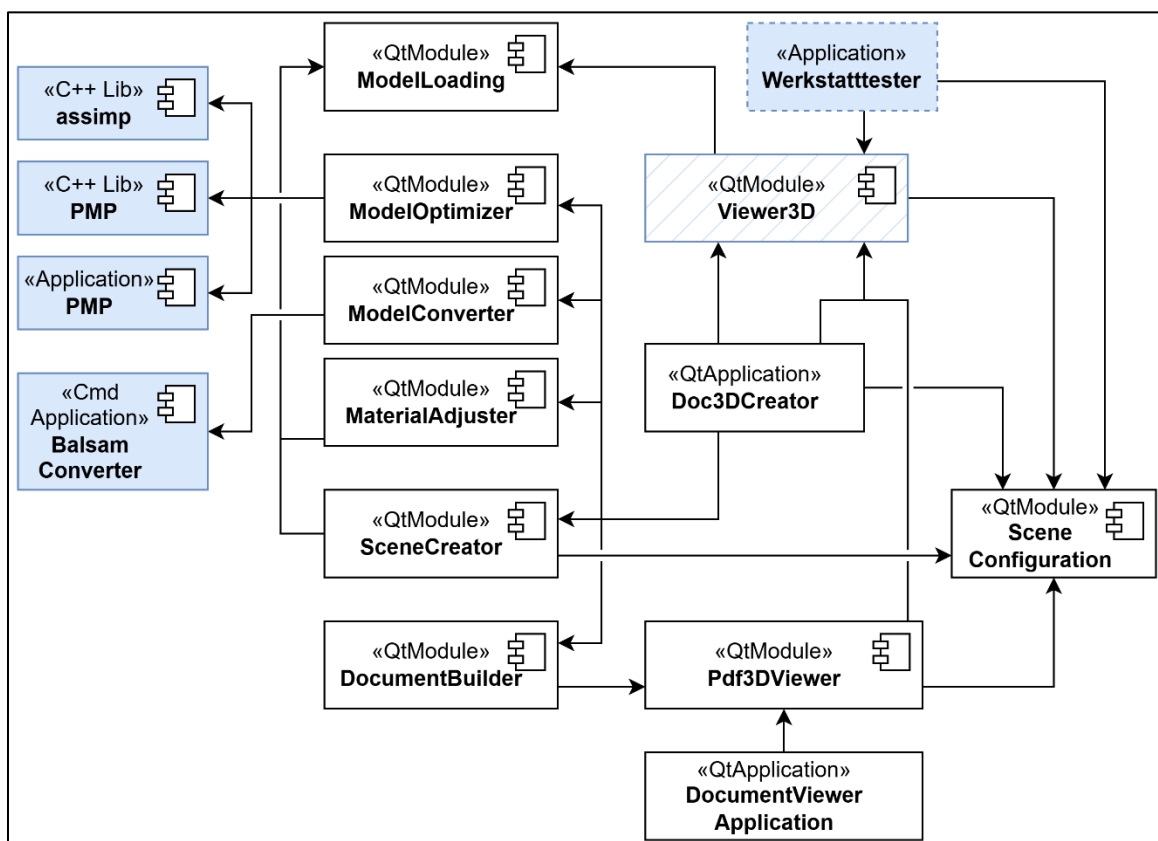 «QtModule»
ModelLoading
«Application»
Werkstatttester
«C++ Lib»
assimp
«C++ Lib»
PMP
«QtModule»
ModelOptimizer
«QtModule»
Viewer3D
«Application»
PMP
«QtModule»
ModelConverter
«QtApplication»
Doc3DCreator
«Cmd
Application»
Balsam
Converter
«QtModule»
MaterialAdjuster
«QtModule»
SceneCreator
«QtModule»
Scene
Configuration
«QtModule»
DocumentBuilder
«QtModule»
Pdf3DViewer
«QtApplication»
DocumentViewer
Application